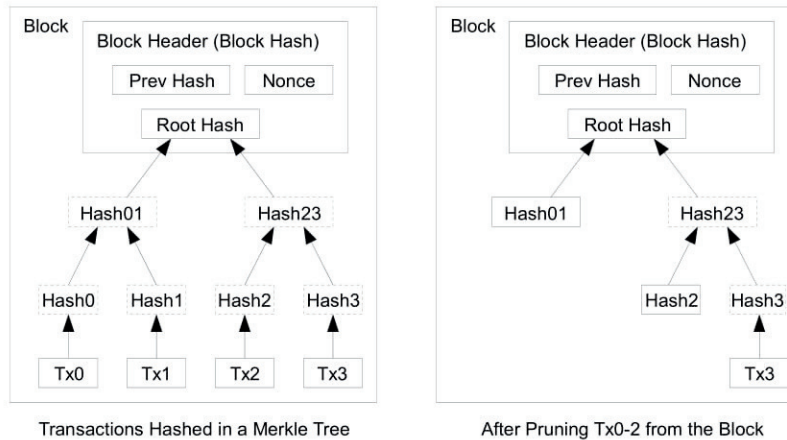 Block
Block Header (Block Hash)
Prev Hash
Nonce
Root Hash
Hash01
Hash23
Hash0
Hash1
Hash2
Hash3
Tx0
Tx1
Tx2
Tx3
Transactions Hashed in a Merkle Tree
Block
Block Header (Block Hash)
Prev Hash
Nonce
Root Hash
Hash01
Hash23
Hash2
Hash3
Tx3
After Pruning Tx0-2 from the Block